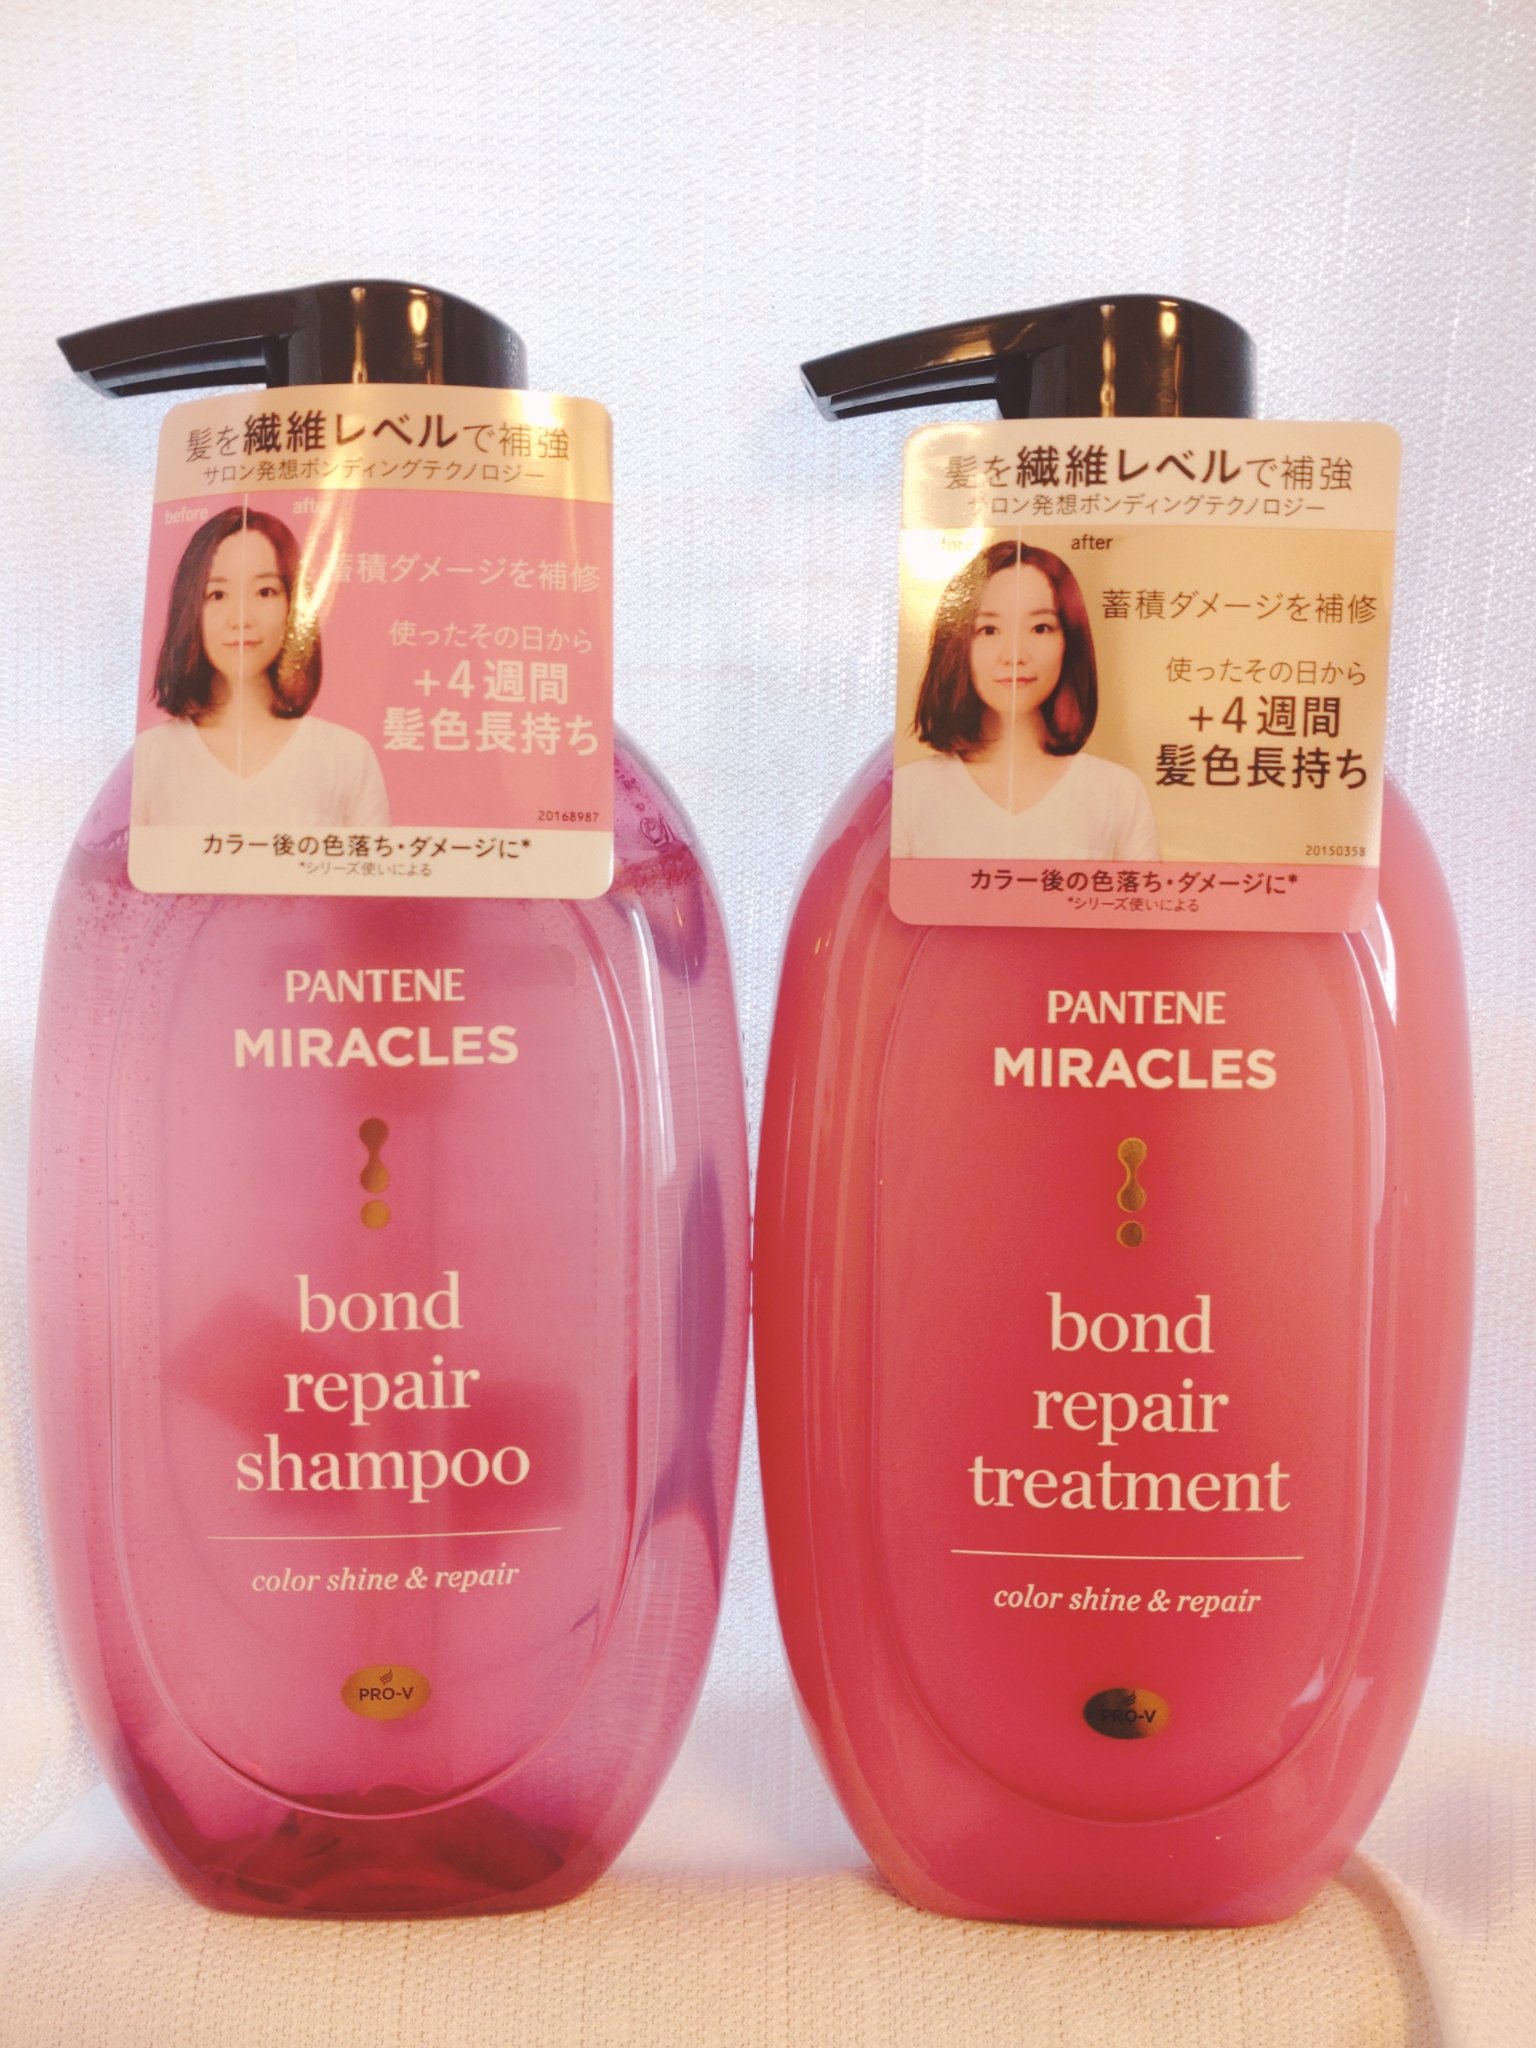 髪を繊維レベルで補強
サロン発想ボンディングテクノロジー
before after
蓄積ダメージを補修
使ったその日から
+4週間
髪色長持ち
20168987
カラー後の色落ち・ダメージに*
*シリーズ使いによる
PANTENE
MIRACLES
bond
repair
shampoo
color shine & repair
PRO-V
髪を繊維レベルで補強
サロン発想ボンディングテクノロジー
before after
蓄積ダメージを補修
使ったその日から
+4週間
髪色長持ち
20150358
カラー後の色落ち・ダメージに*
*シリーズ使いによる
PANTENE
MIRACLES
bond
repair
treatment
color shine & repair
PRO-V